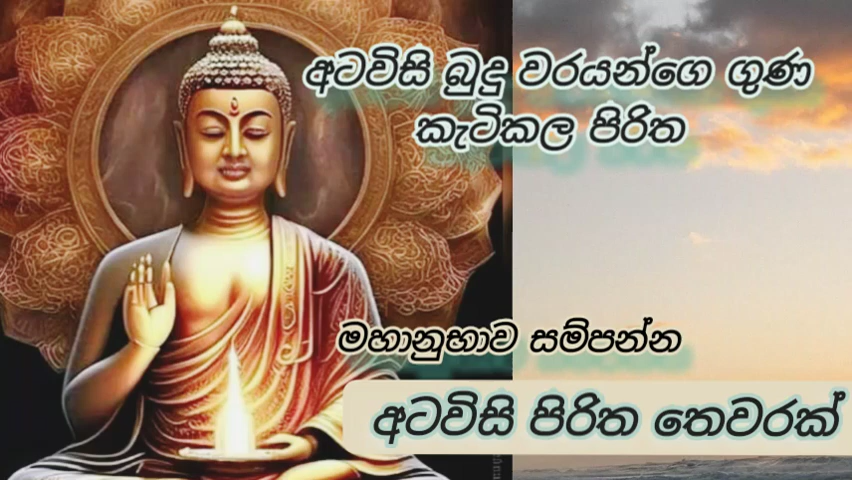 අටවිසි බුදු වරයන්ගෙ ගුණ
කැටිකල පිරිත
මහානුභාව සම්පන්න
අටවිසි පිරිත තෙවරක්